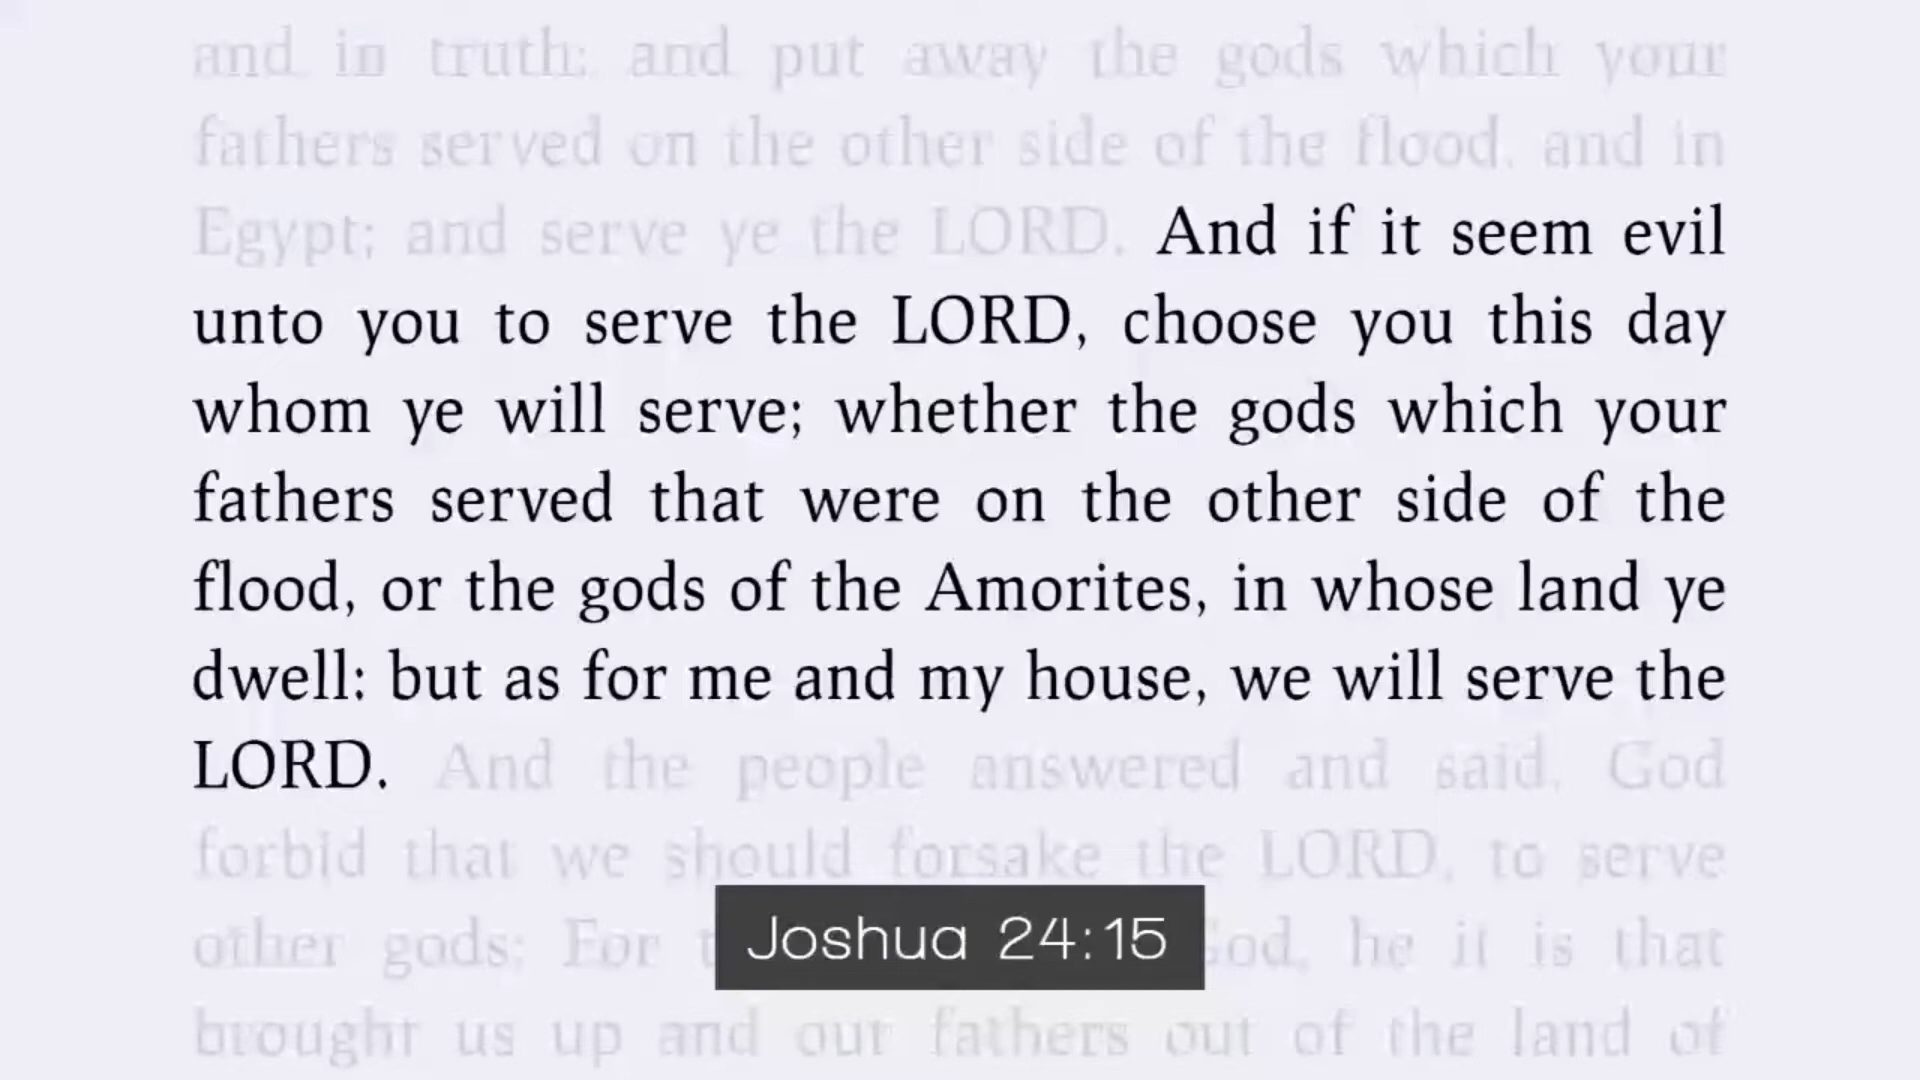 and in truth: and put away the gods which your
fathers served on the other side of the flood, and in
Egypt; and serve ye the LORD. And if it seem evil
unto you to serve the LORD, choose you this day
whom ye will serve; whether the gods which your
fathers served that were on the other side of the
flood, or the gods of the Amorites, in whose land ye
dwell: but as for me and my house, we will serve the
LORD. And the people answered and said, God
forbid that we should forsake the LORD, to serve
other gods; For God, he it is that
Joshua 24:15
brought us up and our fathers out of the land of